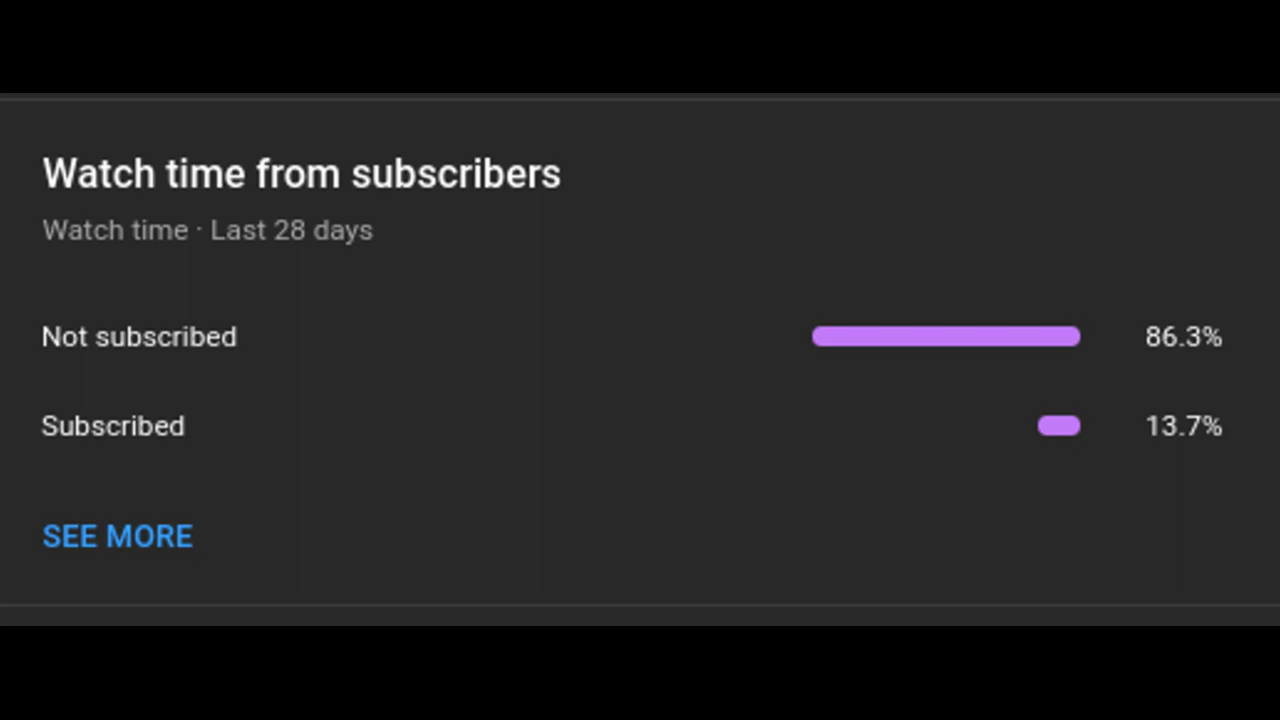 Watch time from subscribers
Watch time · Last 28 days
Not subscribed 86.3%
Subscribed 13.7%
SEE MORE